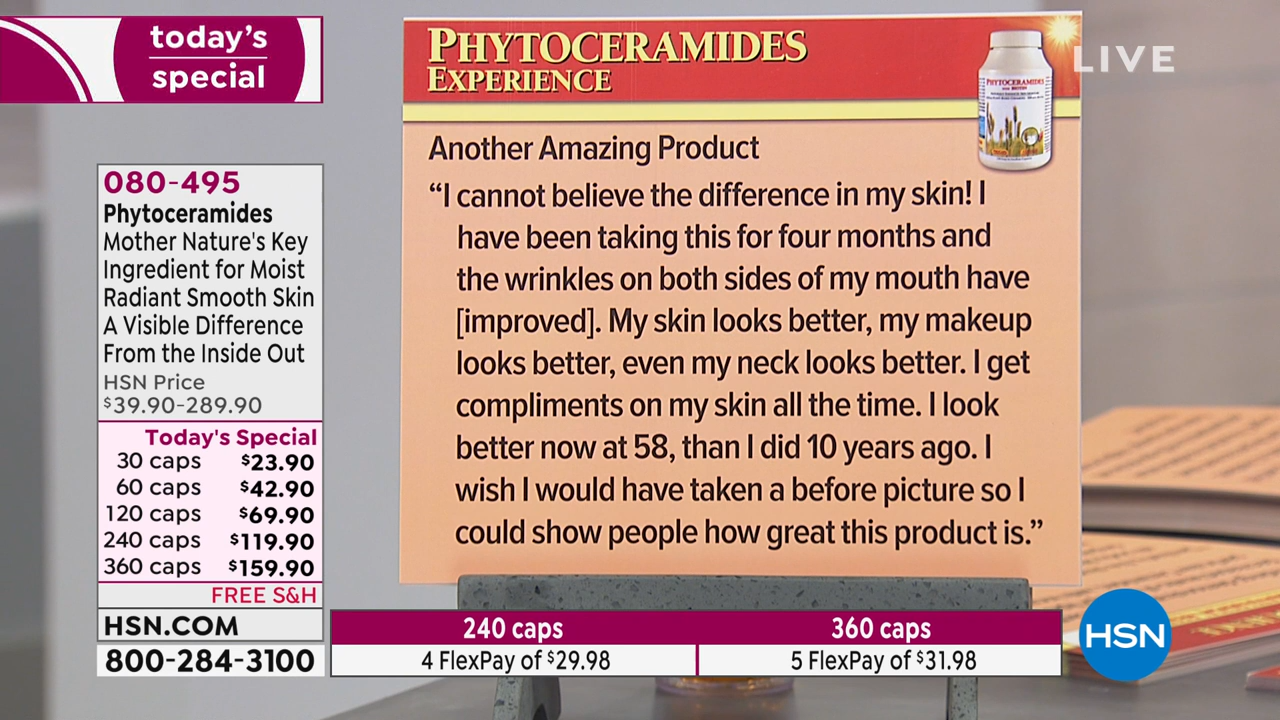 today's
special
080-495
Phytoceramides
Mother Nature's Key
Ingredient for Moist
Radiant Smooth Skin
A Visible Difference
From the Inside Out
HSN Price
$39.90-289.90
Today's Special
30 caps $23.90
60 caps $42.90
120 caps $69.90
240 caps $119.90
360 caps $159.90
FREE S&H
HSN.COM
800-284-3100
PHYTOCERAMIDES
EXPERIENCE
PHYTOCERAMIDES
LIVE
Another Amazing Product
“I cannot believe the difference in my skin! I
have been taking this for four months and
the wrinkles on both sides of my mouth have
[improved]. My skin looks better, my makeup
looks better, even my neck looks better. I get
compliments on my skin all the time. I look
better now at 58, than I did 10 years ago. I
wish I would have taken a before picture so I
could show people how great this product is.”
240 caps 360 caps
4 FlexPay of $29.98 5 FlexPay of $31.98
HSN